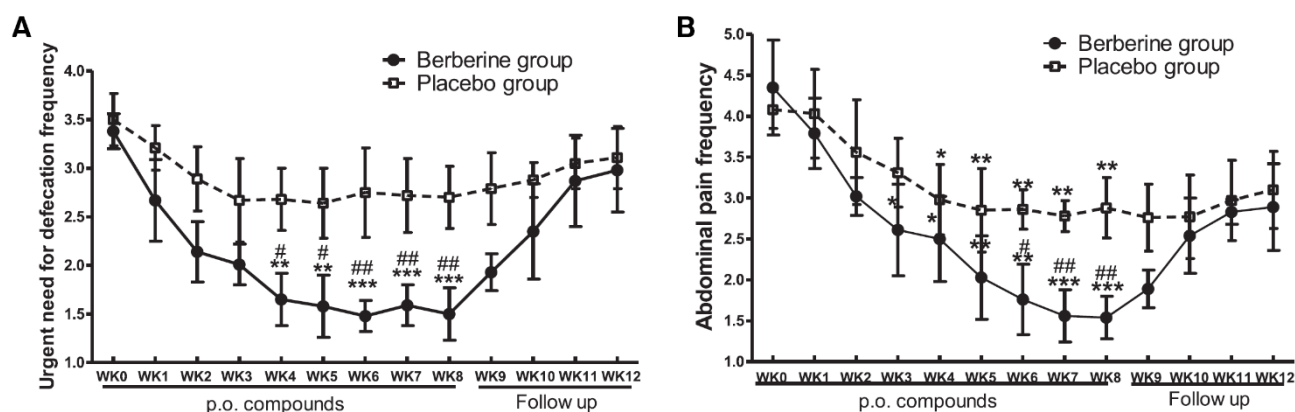 A
Urgent need for defecation frequency
Berberine group
Placebo group
4.0
3.5
3.0
2.5
2.0
1.5
1.0
# # ## ## ##
** ** *** *** ***
WK0 WK1 WK2 WK3 WK4 WK5 WK6 WK7 WK8 WK9 WK10 WK11 WK12
p.o. compounds Follow up
B
Abdominal pain frequency
Berberine group
Placebo group
5.0
4.5
4.0
3.5
3.0
2.5
2.0
1.5
1.0
* ** ** ** **
* * ** # ## ##
** *** ***
WK0 WK1 WK2 WK3 WK4 WK5 WK6 WK7 WK8 WK9 WK10 WK11 WK12
p.o. compounds Follow up